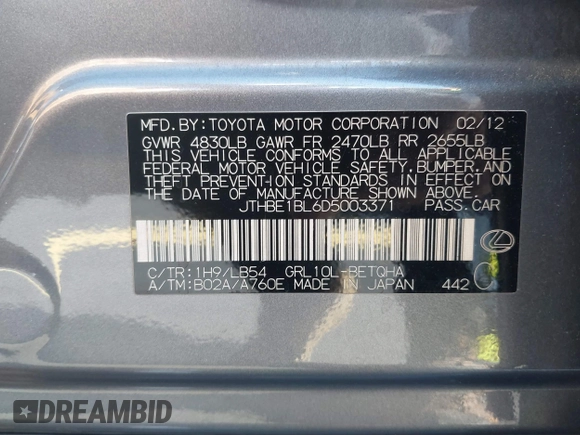 MFD.BY:TOYOTA MOTOR CORPORATION 02/12
GVWR 4830LB GAWR FR 2470LB RR 2655LB
THIS VEHICLE CONFORMS TO ALL APPLICABLE
FEDERAL MOTOR VEHICLE SAFETY,BUMPER,AND
THEFT PREVENTION STANDARDS IN EFFECT ON
THE DATE OF MANUFACTURE SHOWN ABOVE.
JTHBE1BL6D5003371 PASS.CAR
C/TR:1H9/LB54 GRL10L-BETQHA
A/TM:B02A/A760E MADE IN JAPAN 442 C
DREAMBID